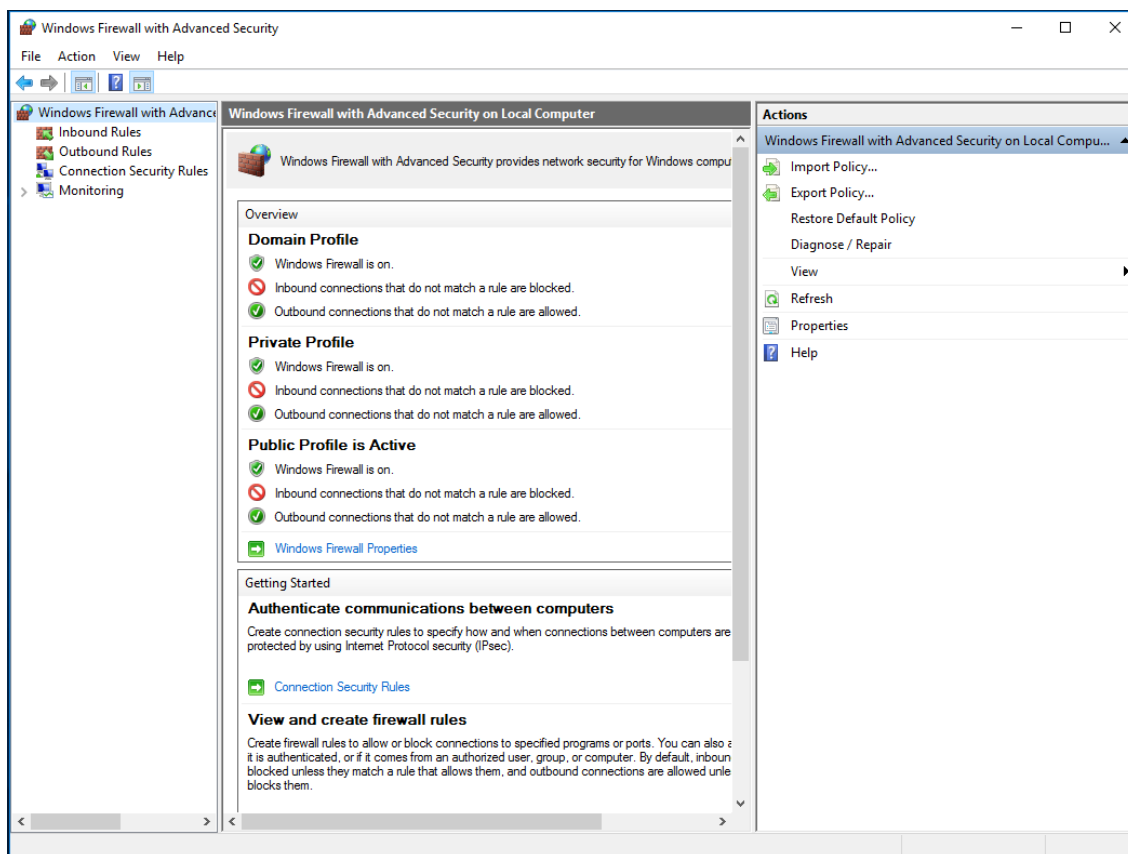 Windows Firewall with Advanced Security
File Action View Help
Windows Firewall with Advance
Inbound Rules
Outbound Rules
Connection Security Rules
Monitoring
Windows Firewall with Advanced Security on Local Computer
Windows Firewall with Advanced Security provides network security for Windows compu
Overview
Domain Profile
Windows Firewall is on.
Inbound connections that do not match a rule are blocked.
Outbound connections that do not match a rule are allowed.
Private Profile
Windows Firewall is on.
Inbound connections that do not match a rule are blocked.
Outbound connections that do not match a rule are allowed.
Public Profile is Active
Windows Firewall is on.
Inbound connections that do not match a rule are blocked.
Outbound connections that do not match a rule are allowed.
Windows Firewall Properties
Getting Started
Authenticate communications between computers
Create connection security rules to specify how and when connections between computers are
protected by using Internet Protocol security (IPsec).
Connection Security Rules
View and create firewall rules
Create firewall rules to allow or block connections to specified programs or ports. You can also a
it is authenticated, or if it comes from an authorized user, group, or computer. By default, inboun
blocked unless they match a rule that allows them, and outbound connections are allowed unle
blocks them.
Actions
Windows Firewall with Advanced Security on Local Compu...
Import Policy...
Export Policy...
Restore Default Policy
Diagnose / Repair
View
Refresh
Properties
Help